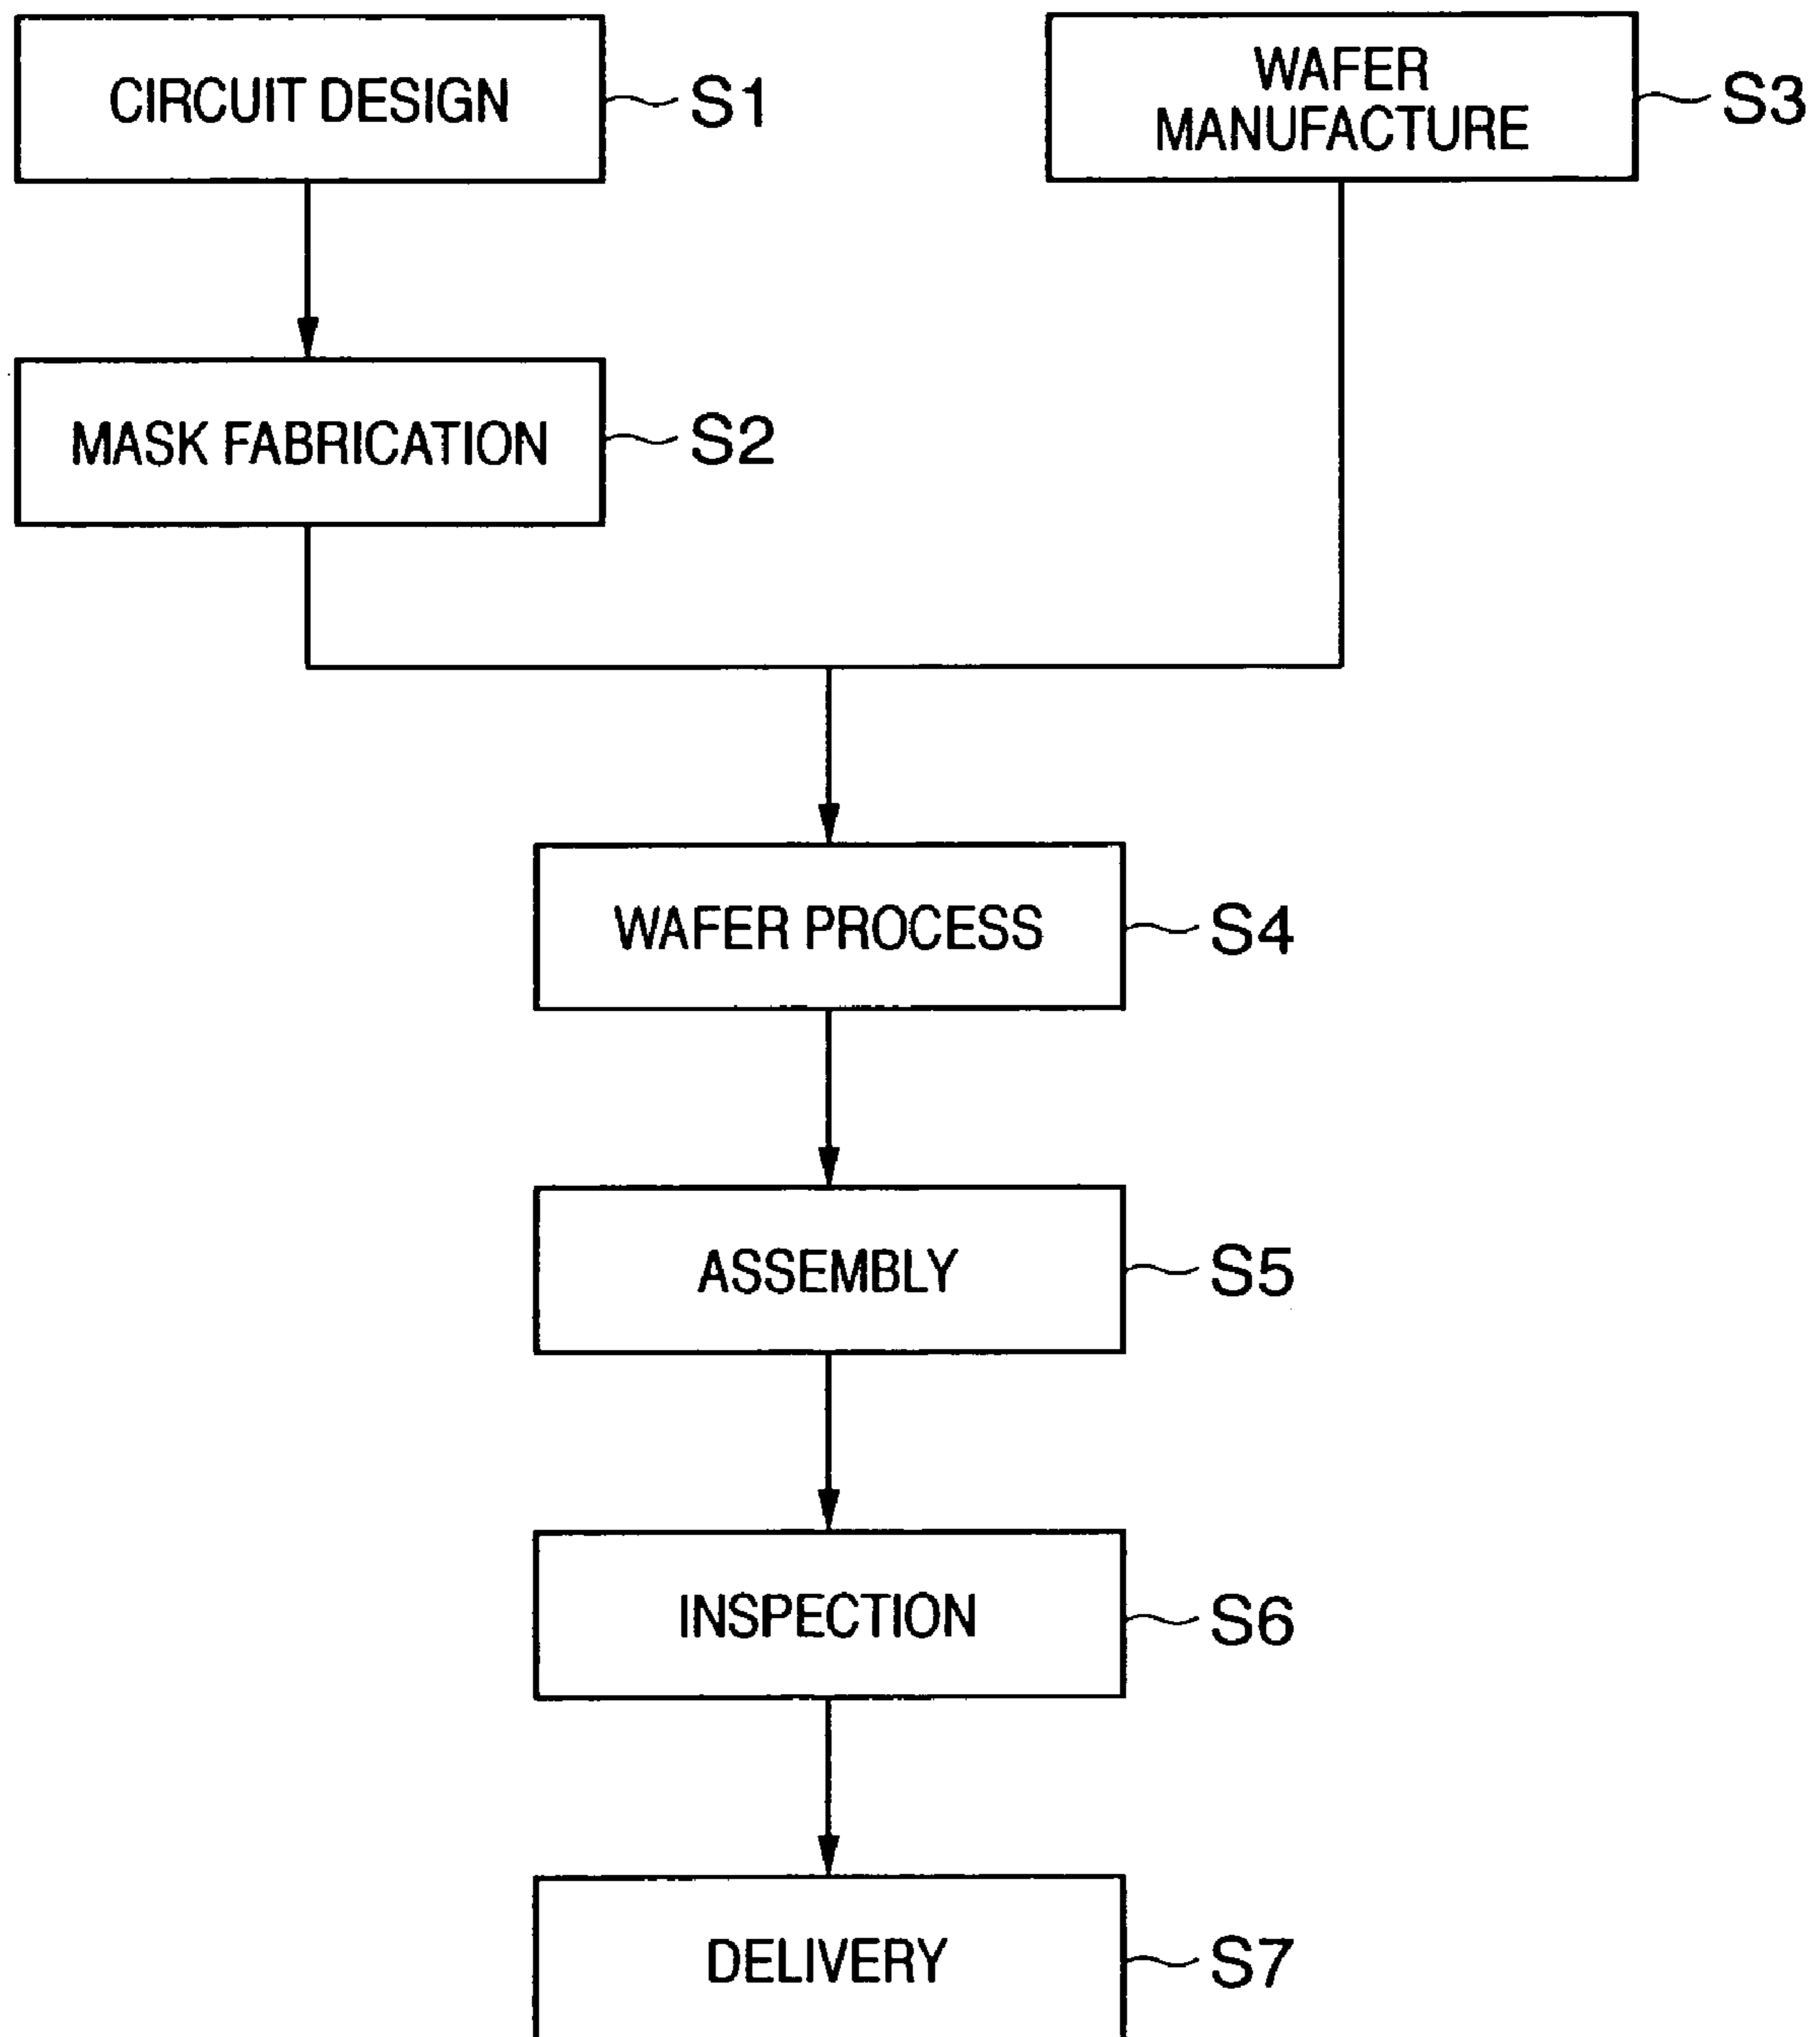 CIRCUIT DESIGN
S1
WAFER
MANUFACTURE
S3
MASK FABRICATION
S2
WAFER PROCESS
S4
ASSEMBLY
S5
INSPECTION
S6
DELIVERY
S7